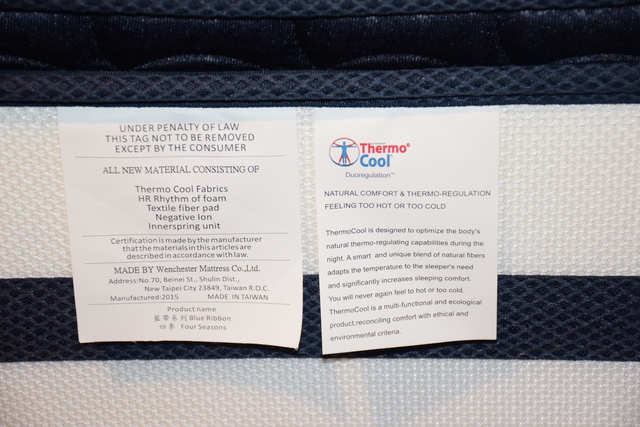 UNDER PENALTY OF LAW
THIS TAG NOT TO BE REMOVED
EXCEPT BY THE CONSUMER
ALL NEW MATERIAL CONSISTING OF
Thermo Cool Fabrics
HR Rhythm of foam
Textile fiber pad
Negative Ion
Innerspring unit
Certification is made by the manufacturer
that the materials in this articles are
described in accordance with law.
MADE BY Wenchester Mattress Co.,Ltd.
Address:No.70, Beinei St., Shulin Dist.,
New Taipei City 23849, Taiwan R.O.C.
Manufactured:2015 MADE IN TAIWAN
Product name
藍帶系列 Blue Ribbon
四季 Four Seasons
Thermo®
Cool
Duoregulation™
NATURAL COMFORT & THERMO-REGULATION
FEELING TOO HOT OR TOO COLD
ThermoCool is designed to optimize the body's
natural thermo-regulating capabilities during the
night. A smart and unique blend of natural fibers
adapts the temperature to the sleeper's need
and significantly increases sleeping comfort.
You will never again feel to hot or too cold.
ThermoCool is a multi-functional and ecological
product,reconciling comfort with ethical and
environmental criteria.